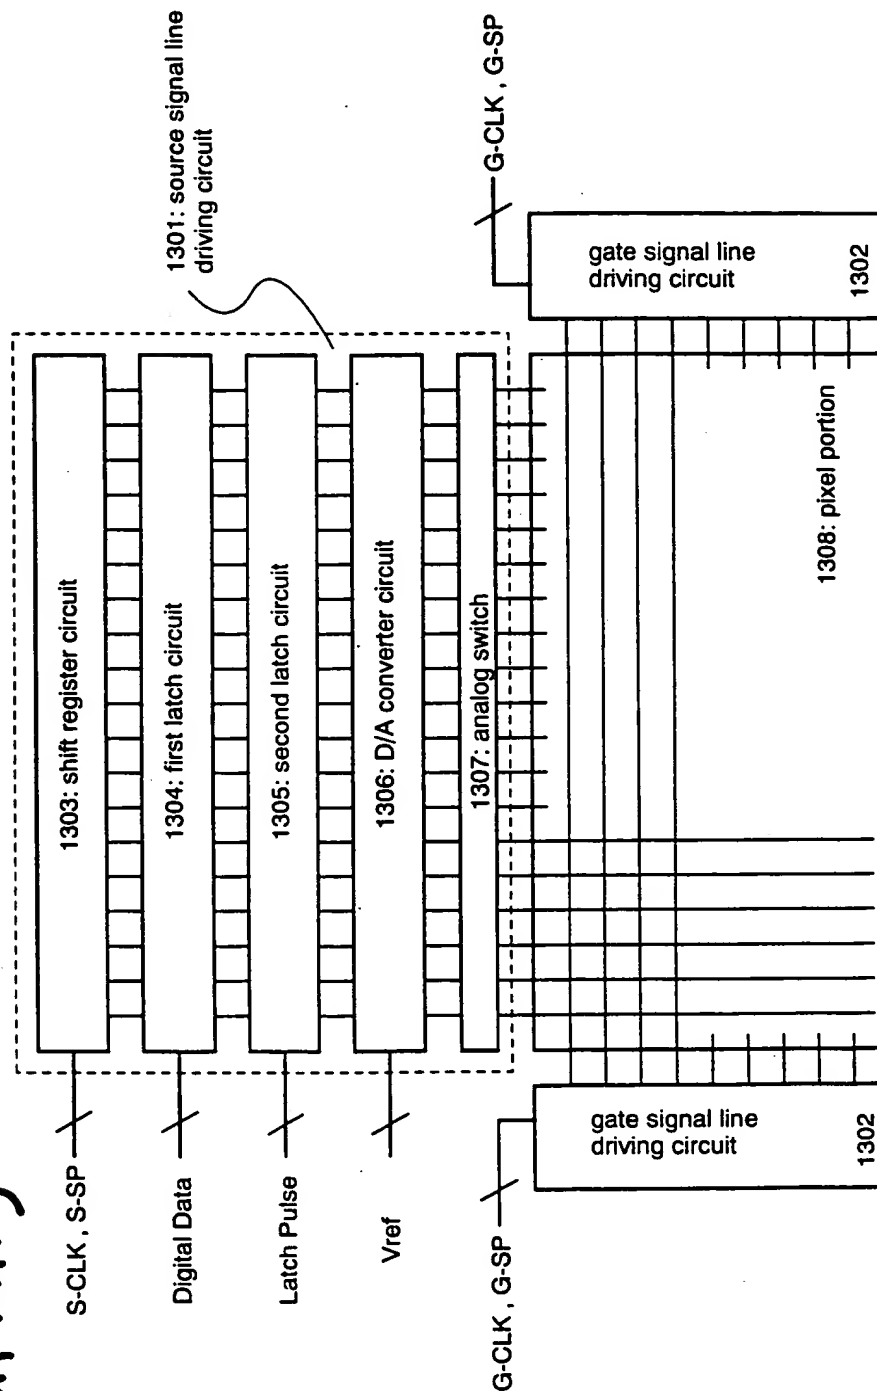 1301: source signal line
driving circuit
S-CLK, S-SP
1303: shift register circuit
Digital Data
1304: first latch circuit
Latch Pulse
1305: second latch circuit
Vref
1306: D/A converter circuit
1307: analog switch
G-CLK, G-SP
G-CLK, G-SP
gate signal line
driving circuit
1302
gate signal line
driving circuit
1302
1308: pixel portion